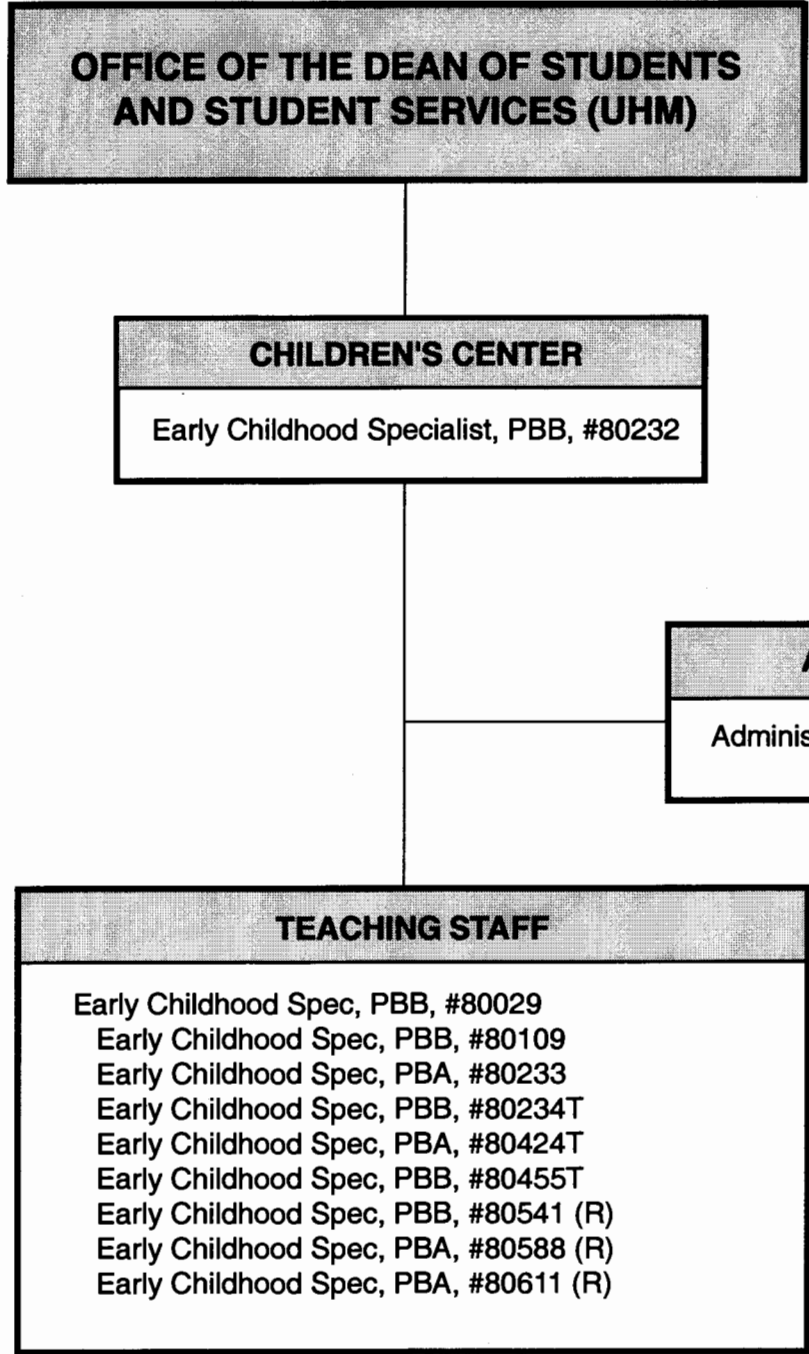 OFFICE OF THE DEAN OF STUDENTS
AND STUDENT SERVICES (UHM)
CHILDREN'S CENTER
Early Childhood Specialist, PBB, #80232
TEACHING STAFF
Early Childhood Spec, PBB, #80029
Early Childhood Spec, PBB, #80109
Early Childhood Spec, PBA, #80233
Early Childhood Spec, PBB, #80234T
Early Childhood Spec, PBA, #80424T
Early Childhood Spec, PBB, #80455T
Early Childhood Spec, PBB, #80541 (R)
Early Childhood Spec, PBA, #80588 (R)
Early Childhood Spec, PBA, #80611 (R)